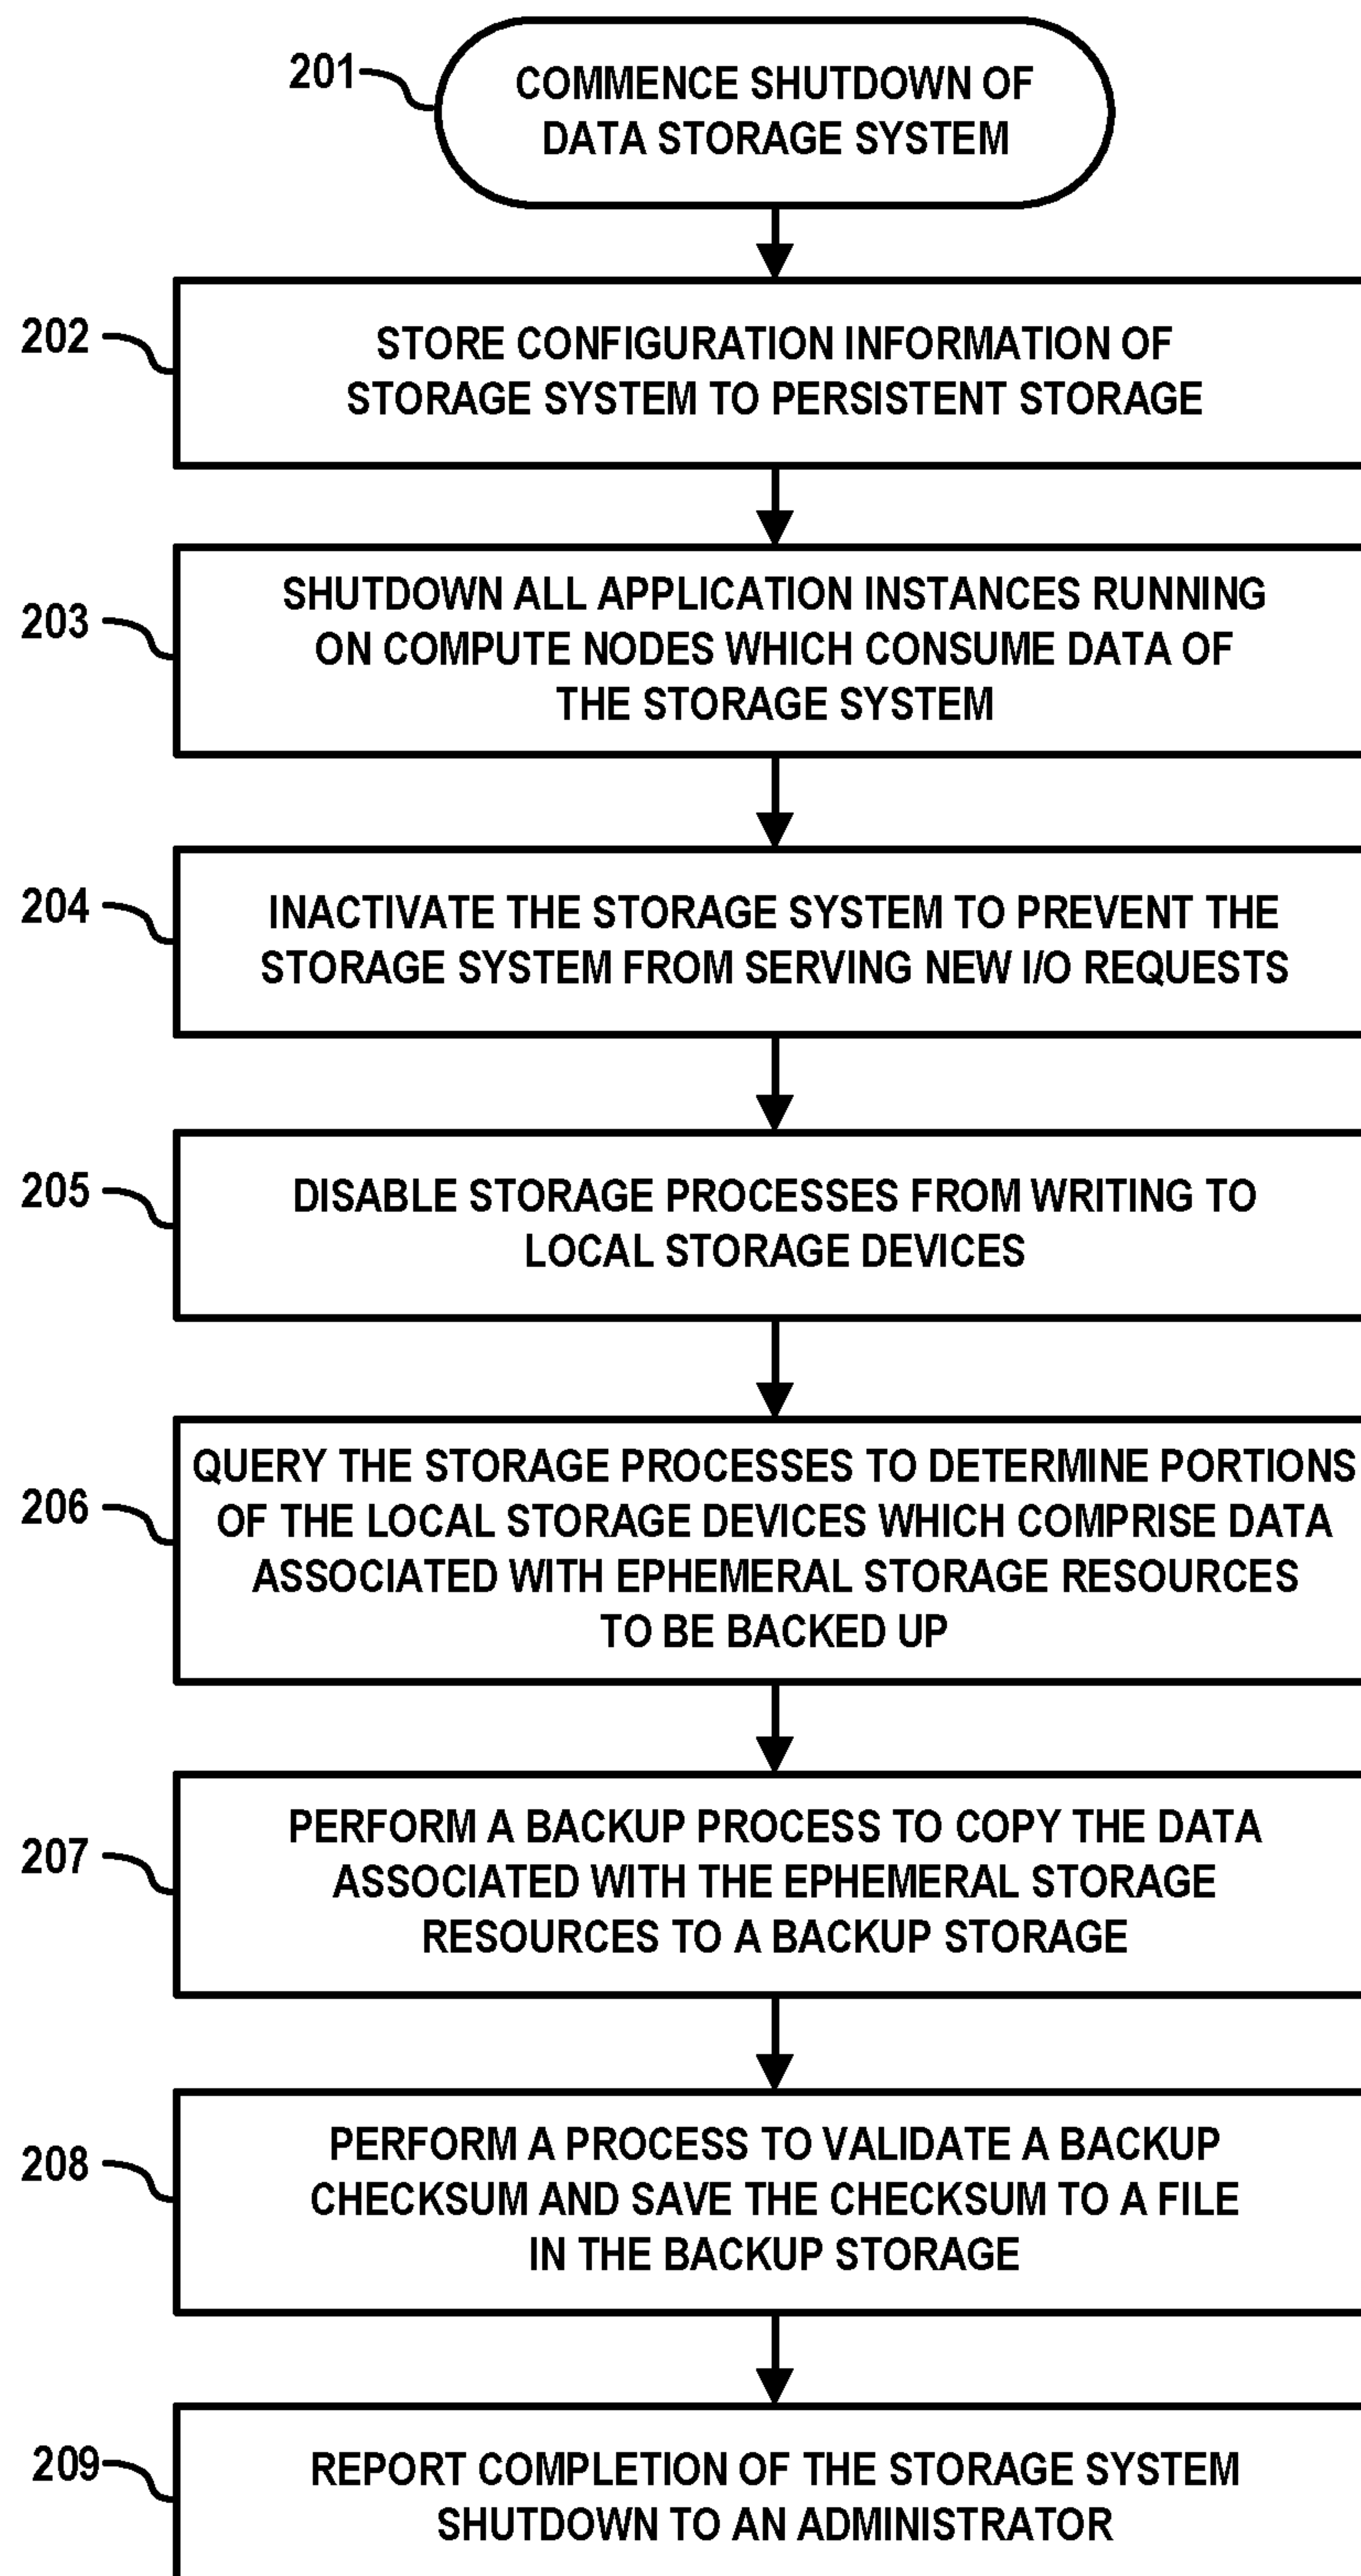 201
COMMENCE SHUTDOWN OF
DATA STORAGE SYSTEM
202
STORE CONFIGURATION INFORMATION OF
STORAGE SYSTEM TO PERSISTENT STORAGE
203
SHUTDOWN ALL APPLICATION INSTANCES RUNNING
ON COMPUTE NODES WHICH CONSUME DATA OF
THE STORAGE SYSTEM
204
INACTIVATE THE STORAGE SYSTEM TO PREVENT THE
STORAGE SYSTEM FROM SERVING NEW I/O REQUESTS
205
DISABLE STORAGE PROCESSES FROM WRITING TO
LOCAL STORAGE DEVICES
206
QUERY THE STORAGE PROCESSES TO DETERMINE PORTIONS
OF THE LOCAL STORAGE DEVICES WHICH COMPRISE DATA
ASSOCIATED WITH EPHEMERAL STORAGE RESOURCES
TO BE BACKED UP
207
PERFORM A BACKUP PROCESS TO COPY THE DATA
ASSOCIATED WITH THE EPHEMERAL STORAGE
RESOURCES TO A BACKUP STORAGE
208
PERFORM A PROCESS TO VALIDATE A BACKUP
CHECKSUM AND SAVE THE CHECKSUM TO A FILE
IN THE BACKUP STORAGE
209
REPORT COMPLETION OF THE STORAGE SYSTEM
SHUTDOWN TO AN ADMINISTRATOR